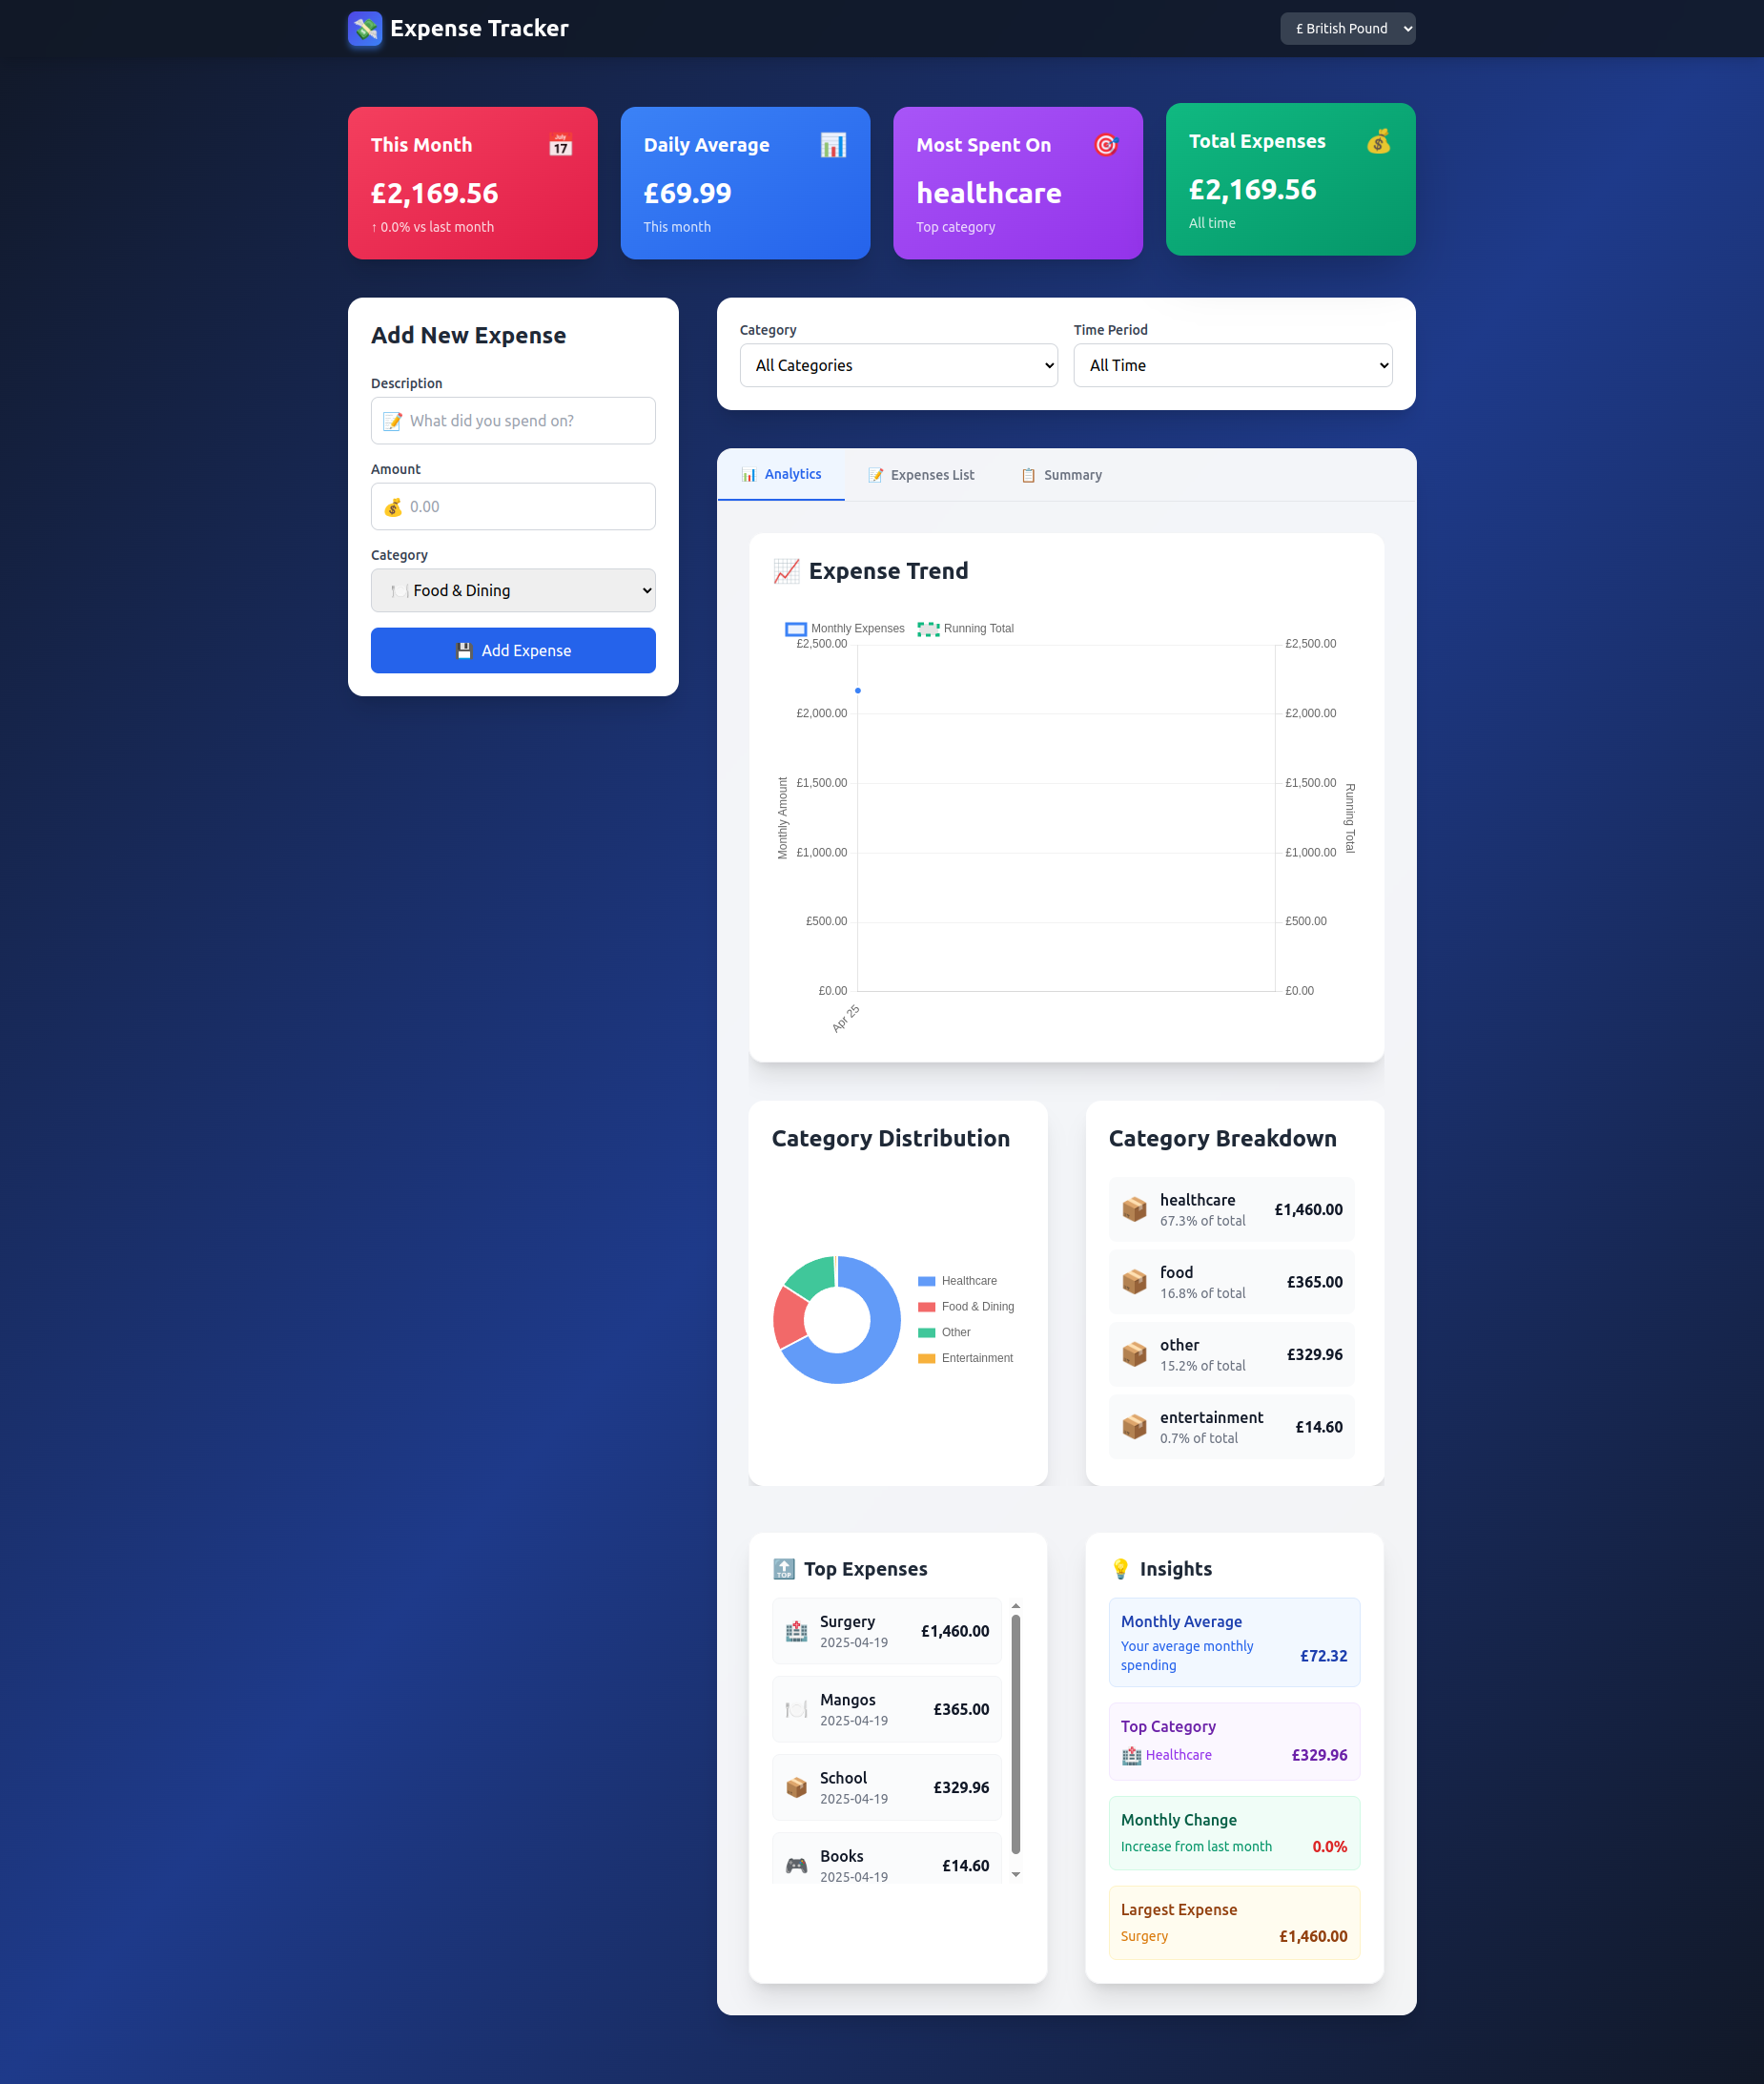 Expense Tracker
£ British Pound
This Month
17
£2,169.56
↑ 0.0% vs last month
Daily Average
£69.99
This month
Most Spent On
healthcare
Top category
Total Expenses
£2,169.56
All time
Add New Expense
Description
What did you spend on?
Amount
0.00
Category
Food & Dining
Add Expense
Category
All Categories
Time Period
All Time
Analytics
Expenses List
Summary
Expense Trend
Monthly Expenses
Running Total
£2,500.00
£2,000.00
£1,500.00
£1,000.00
£500.00
£0.00
Monthly Amount
£2,500.00
£2,000.00
£1,500.00
£1,000.00
£500.00
£0.00
Running Total
Apr 25
Category Distribution
Healthcare
Food & Dining
Other
Entertainment
Category Breakdown
healthcare
67.3% of total
£1,460.00
food
16.8% of total
£365.00
other
15.2% of total
£329.96
entertainment
0.7% of total
£14.60
TOP
Top Expenses
Surgery
2025-04-19
£1,460.00
Mangos
2025-04-19
£365.00
School
2025-04-19
£329.96
Books
2025-04-19
£14.60
Insights
Monthly Average
Your average monthly
spending
£72.32
Top Category
Healthcare
£329.96
Monthly Change
Increase from last month
0.0%
Largest Expense
Surgery
£1,460.00